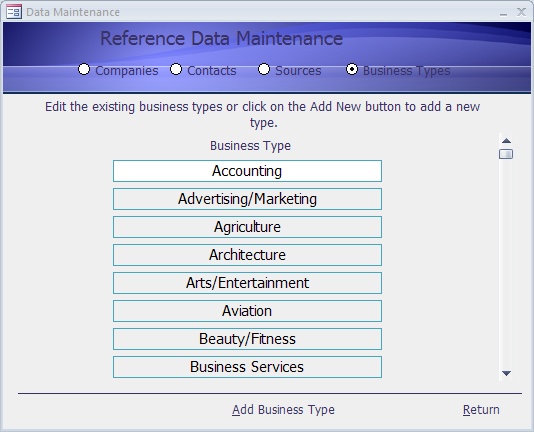 Data Maintenance
Reference Data Maintenance
Companies Contacts Sources Business Types
Edit the existing business types or click on the Add New button to add a new
type.
Business Type
Accounting
Advertising/Marketing
Agriculture
Architecture
Arts/Entertainment
Aviation
Beauty/Fitness
Business Services
Add Business Type Return